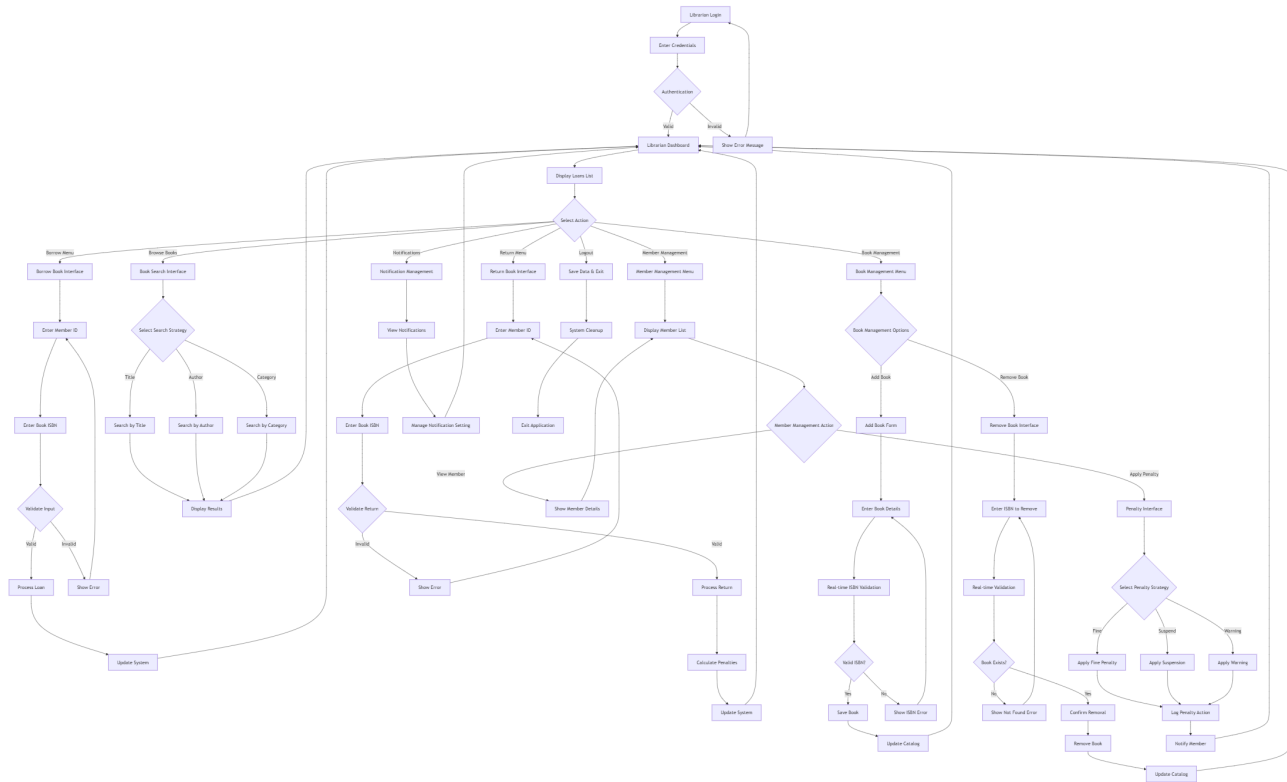 Librarian Login
Enter Credentials
Authentication
Valid
Invalid
Librarian Dashboard
Show Error Message
Display Loans List
Select Action
Borrow Menu
Browse Books
Notifications
Return Menu
Logout
Member Management
Book Management
Borrow Book Interface
Book Search Interface
Notification Management
Return Book Interface
Save Data & Exit
Member Management Menu
Book Management Menu
Enter Member ID
Select Search Strategy
View Notifications
Enter Member ID
System Cleanup
Display Member List
Book Management Options
Title
Author
Category
Add Book
Remove Book
Enter Book ISBN
Search by Title
Search by Author
Search by Category
Manage Notification Setting
Enter Book ISBN
Exit Application
Member Management Action
Add Book Form
Remove Book Interface
View Member
Apply Penalty
Validate Input
Display Results
Validate Return
Show Member Details
Enter Book Details
Enter ISBN to Remove
Penalty Interface
Valid
Invalid
Invalid
Valid
Process Loan
Show Error
Show Error
Process Return
Real-time ISBN Validation
Real-time Validation
Select Penalty Strategy
Fine
Suspend
Warning
Update System
Calculate Penalties
Valid ISBN?
Book Exists?
Apply Fine Penalty
Apply Suspension
Apply Warning
Yes
No
No
Yes
Update System
Save Book
Show ISBN Error
Show Not Found Error
Confirm Removal
Log Penalty Action
Update Catalog
Remove Book
Notify Member
Update Catalog